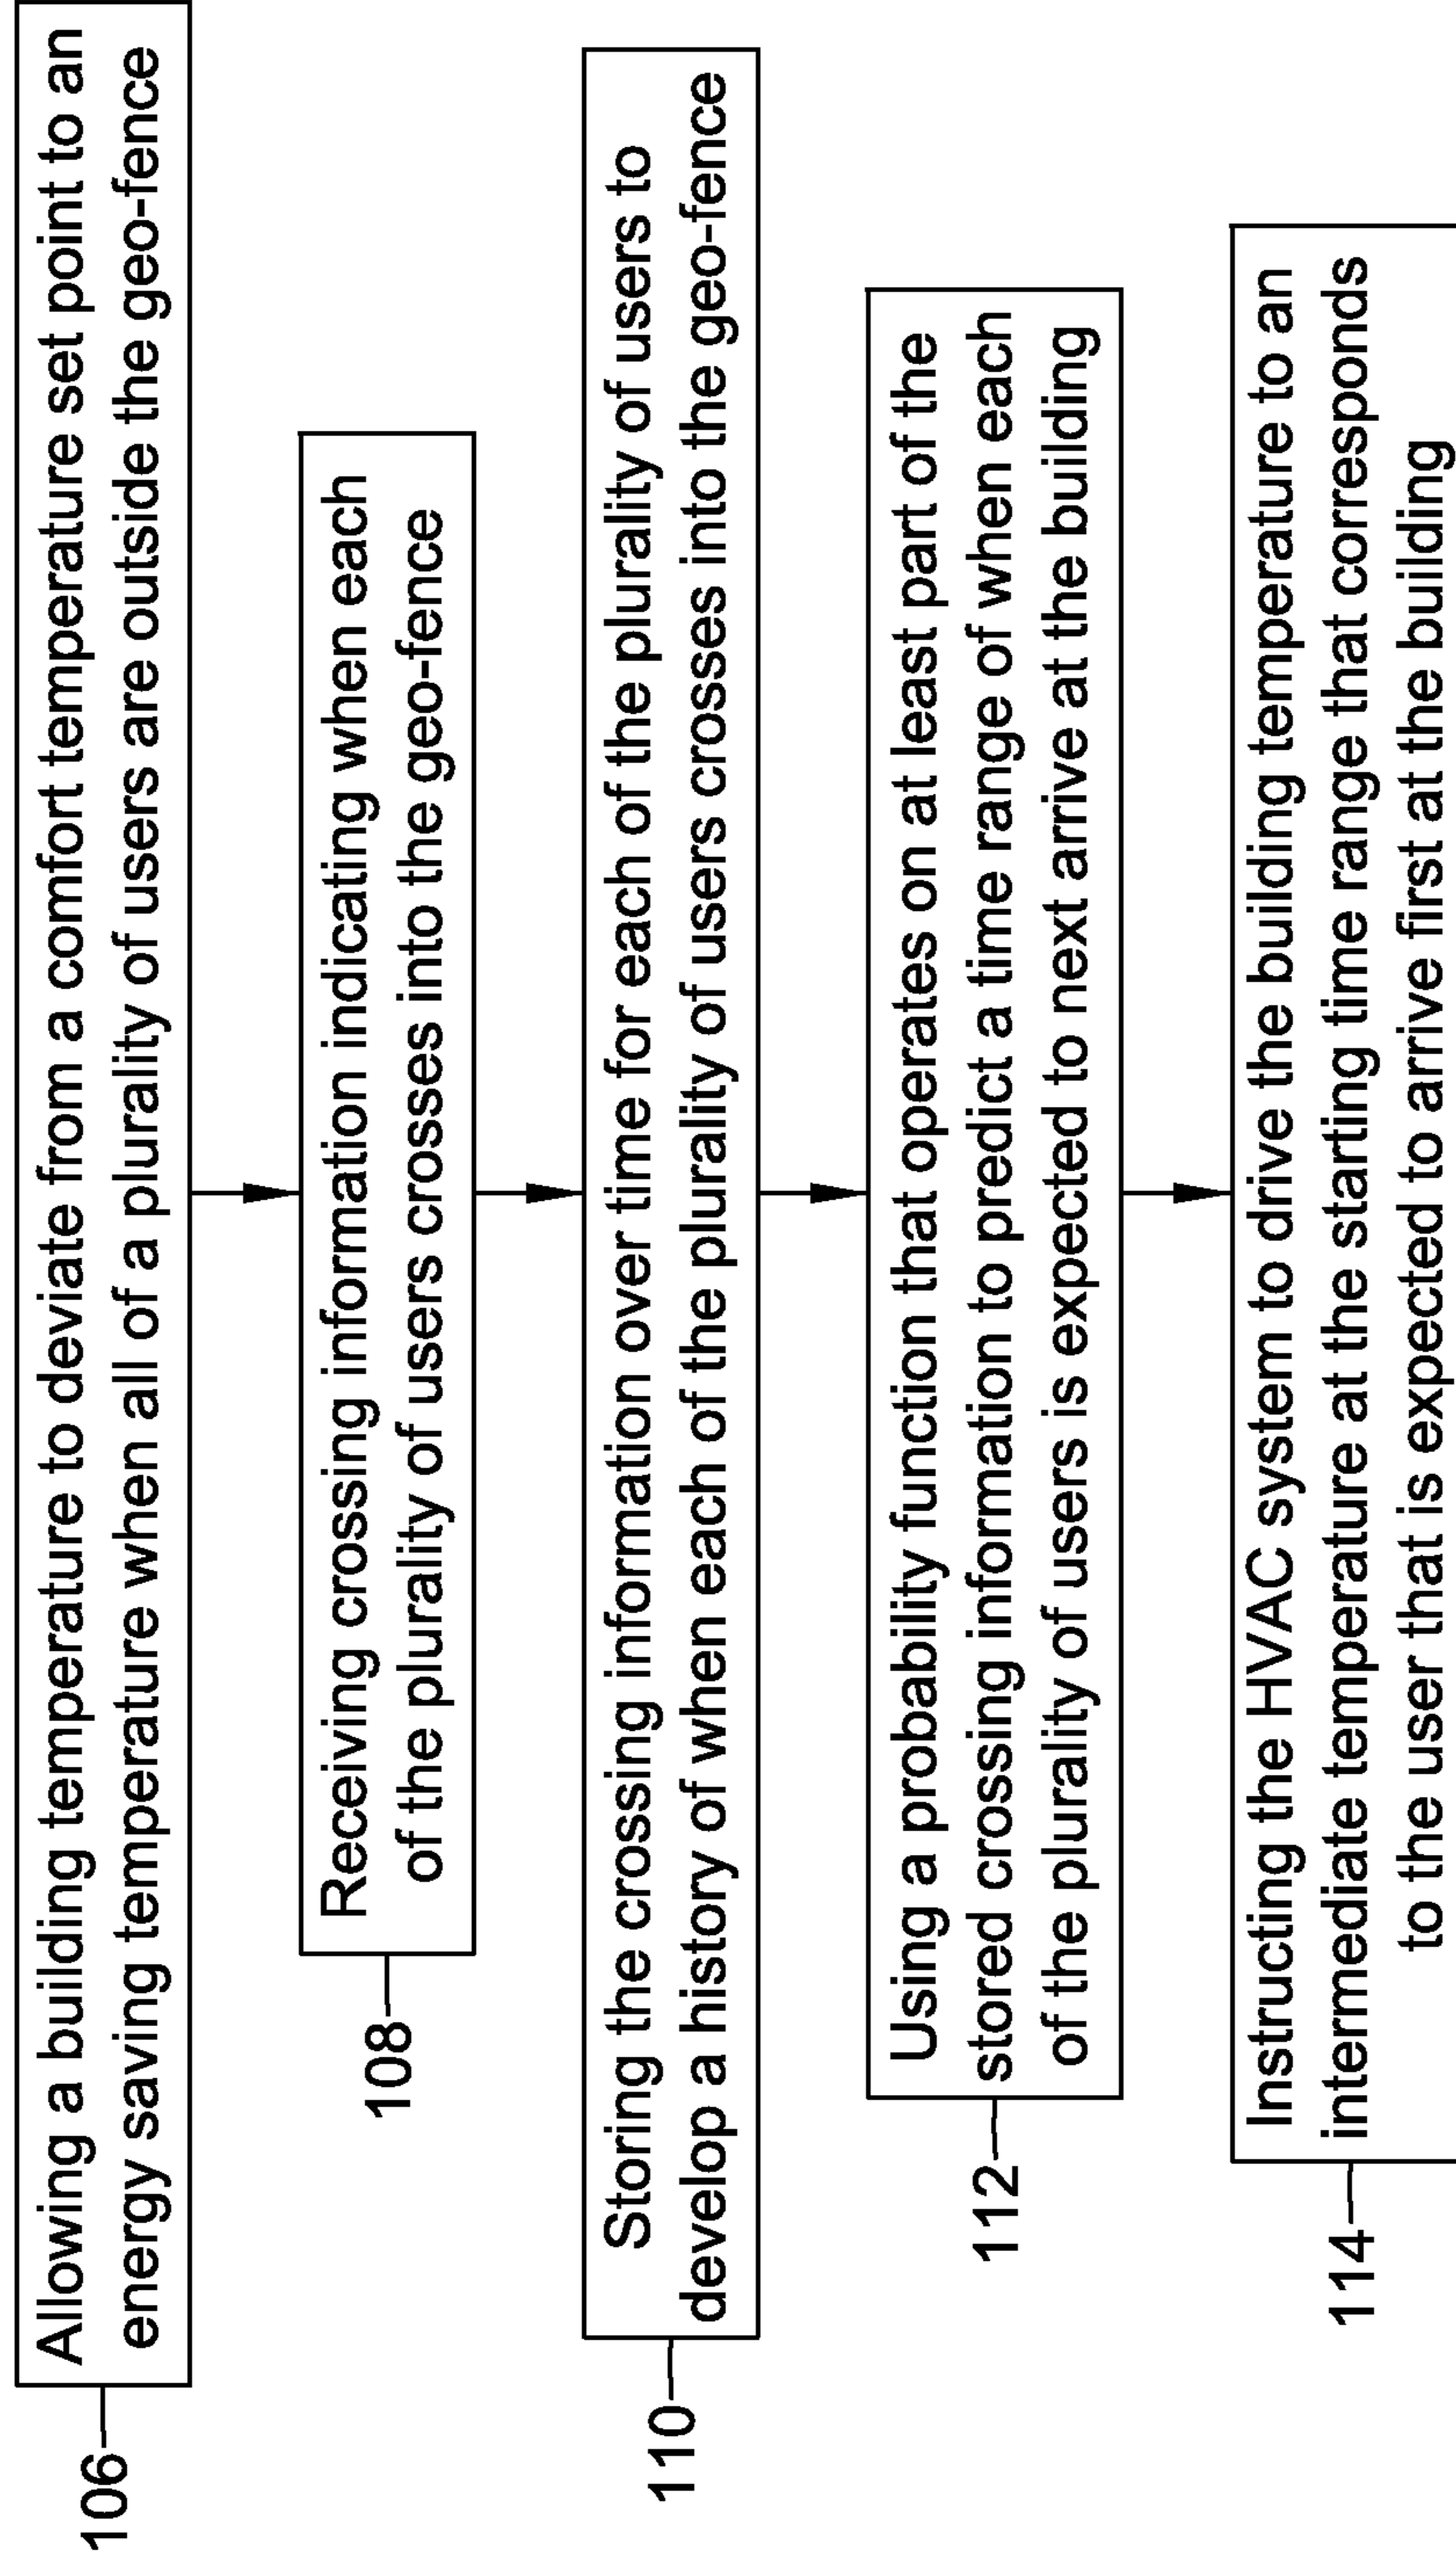 Allowing a building temperature to deviate from a comfort temperature set point to an
energy saving temperature when all of a plurality of users are outside the geo-fence
106
Receiving crossing information indicating when each
of the plurality of users crosses into the geo-fence
108
Storing the crossing information over time for each of the plurality of users to
develop a history of when each of the plurality of users crosses into the geo-fence
110
Using a probability function that operates on at least part of the
stored crossing information to predict a time range of when each
of the plurality of users is expected to next arrive at the building
112
Instructing the HVAC system to drive the building temperature to an
intermediate temperature at the starting time range that corresponds
to the user that is expected to arrive first at the building
114